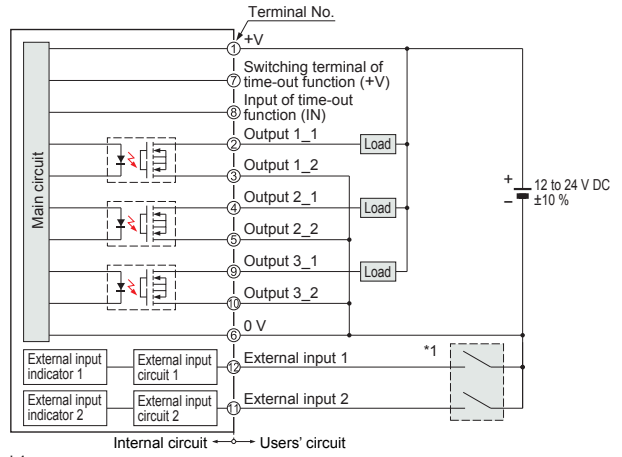 Terminal No.
① +V
⑦ Switching terminal of
time-out function (+V)
⑧ Input of time-out
function (IN)
② Output 1_1
Load
③ Output 1_2
Main circuit
④ Output 2_1
Load
+
−
12 to 24 V DC
±10 %
⑤ Output 2_2
⑨ Output 3_1
Load
⑩ Output 3_2
⑥ 0 V
External input
indicator 1
External input
circuit 1
⑫ External input 1
*1
External input
indicator 2
External input
circuit 2
⑪ External input 2
Internal circuit
Users' circuit